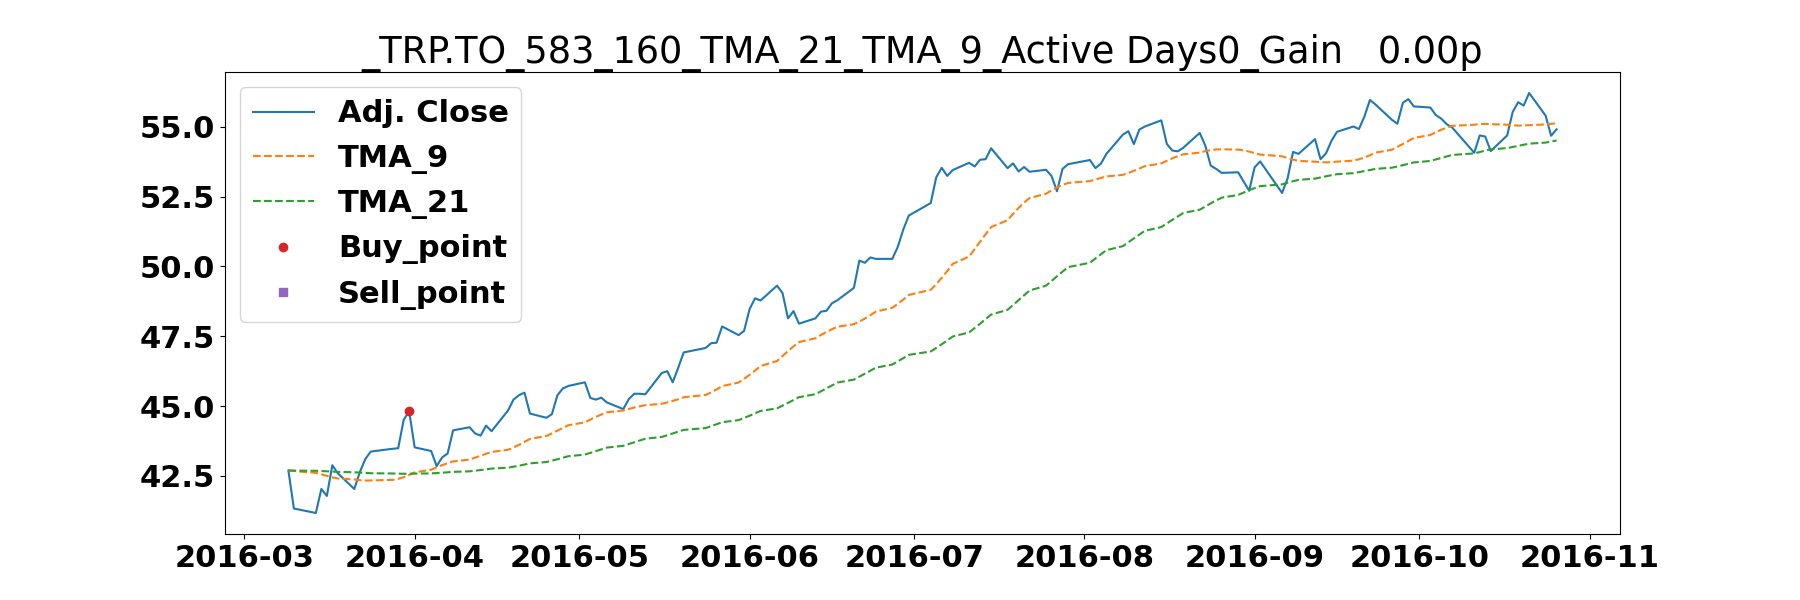 _TRP.TO_583_160_TMA_21_TMA_9_Active Days0_Gain   0.00p
Adj. Close
TMA_9
TMA_21
Buy_point
Sell_point
55.0
52.5
50.0
47.5
45.0
42.5
2016-03 2016-04 2016-05 2016-06 2016-07 2016-08 2016-09 2016-10 2016-11